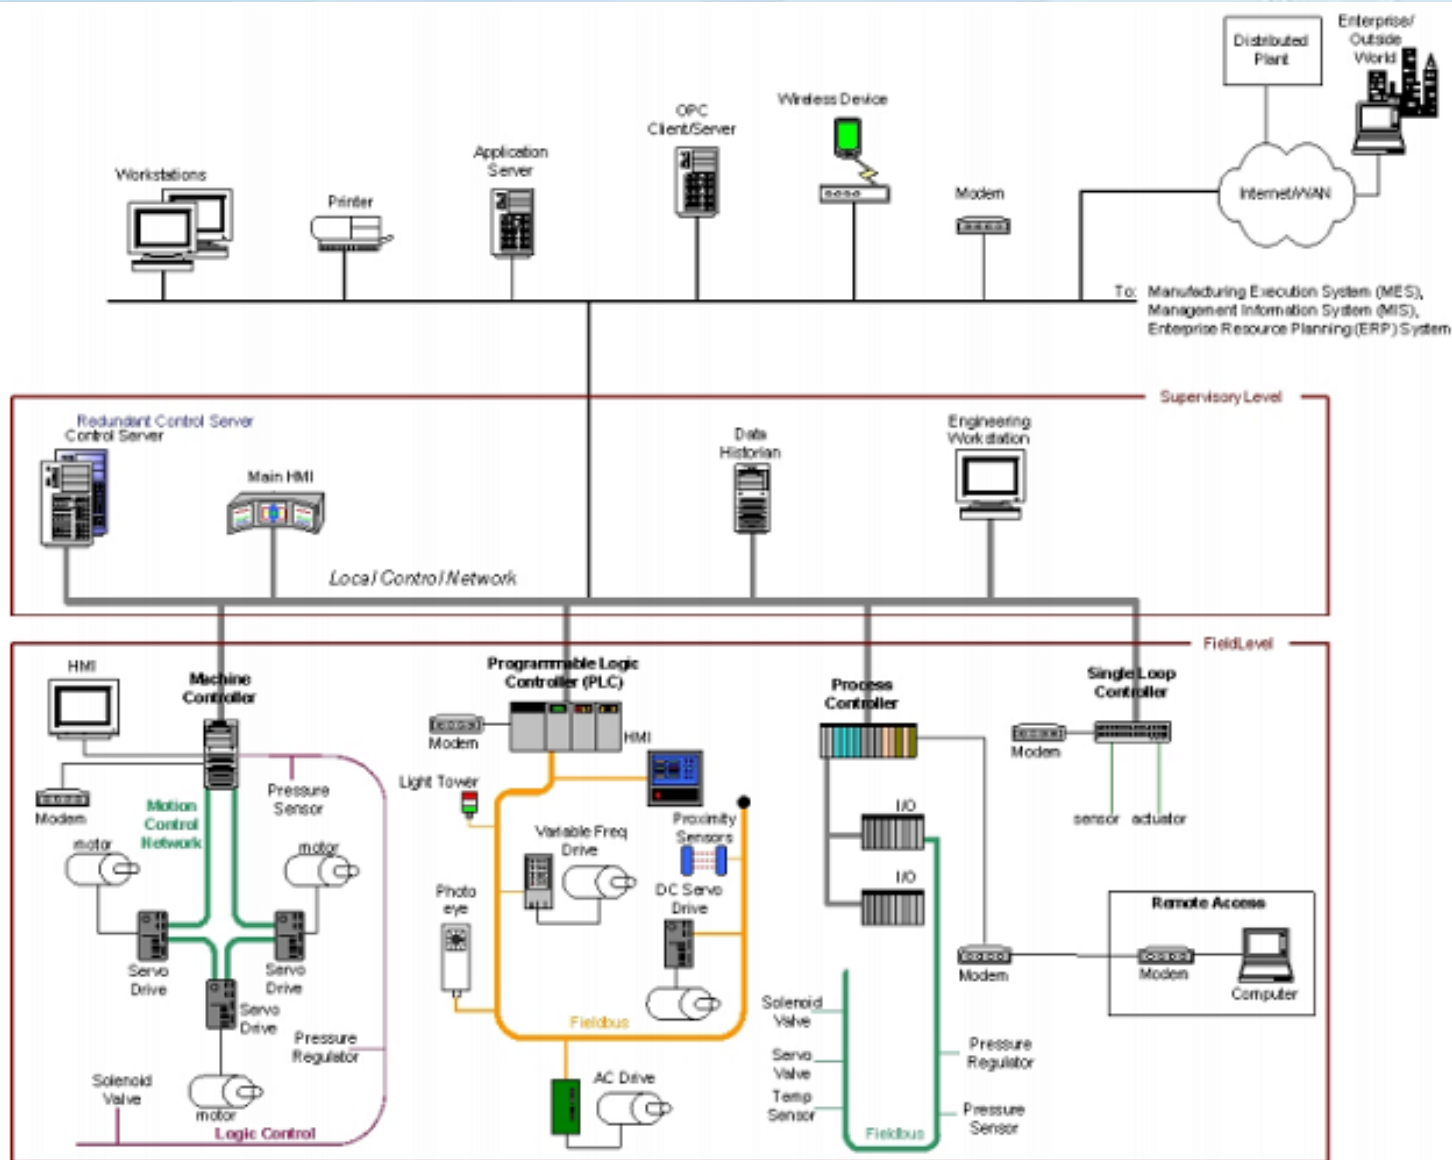 Distributed
Plant
Enterprise/
Outside
World
Wireless Device
OPC
Client/Server
Application
Server
Workstations
Printer
Modem
Internet/WAN
To: Manufacturing Execution System (MES),
Management Information System (MIS),
Enterprise Resource Planning (ERP) System
Supervisory Level
Redundant Control Server
Control Server
Main HMI
Data
Historian
Engineering
Workstation
Local Control Network
Field Level
HMI
Machine
Controller
Programmable Logic
Controller (PLC)
Process
Controller
Single Loop
Controller
Modem
HMI
Modem
Light Tower
Pressure
Sensor
Modem
Motion
Control
Network
Proximity
Sensors
I/O
sensor
actuator
Variable Freq
Drive
motor
motor
Photo
eye
DC Servo
Drive
I/O
Remote Access
Servo
Drive
Servo
Drive
Modem
Modem
Computer
Servo
Drive
Fieldbus
Solenoid
Valve
Pressure
Regulator
Servo
Valve
Pressure
Regulator
Solenoid
Valve
AC Drive
Temp
Sensor
Pressure
Sensor
motor
Logic Control
Fieldbus